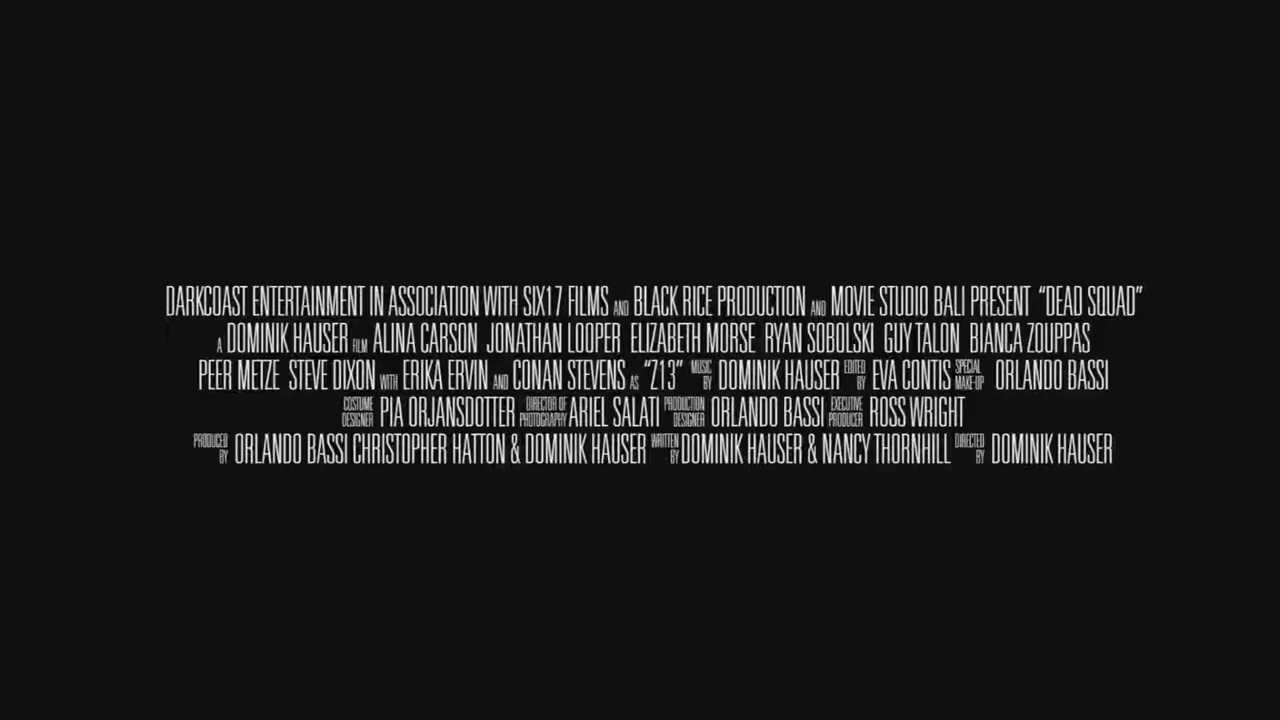 DARKCOAST ENTERTAINMENT IN ASSOCIATION WITH SIX17 FILMS AND BLACK RICE PRODUCTION AND MOVIE STUDIO BALI PRESENT “DEAD SQUAD”
A DOMINIK HAUSER FILM ALINA CARSON JONATHAN LOOPER ELIZABETH MORSE RYAN SOBOLSKI GUY TALON BIANCA ZOUPPAS
PEER METZE STEVE DIXON WITH ERIKA ERVIN AND CONAN STEVENS AS “Z13” MUSIC BY DOMINIK HAUSER EDITED BY EVA CONTIS SPECIAL MAKE-UP ORLANDO BASSI
COSTUME DESIGNER PIA ORJANSDOTTER DIRECTOR OF PHOTOGRAPHY ARIEL SALATI PRODUCTION DESIGNER ORLANDO BASSI EXECUTIVE PRODUCER ROSS WRIGHT
PRODUCED BY ORLANDO BASSI CHRISTOPHER HATTON & DOMINIK HAUSER WRITTEN BY DOMINIK HAUSER & NANCY THORNHILL DIRECTED BY DOMINIK HAUSER